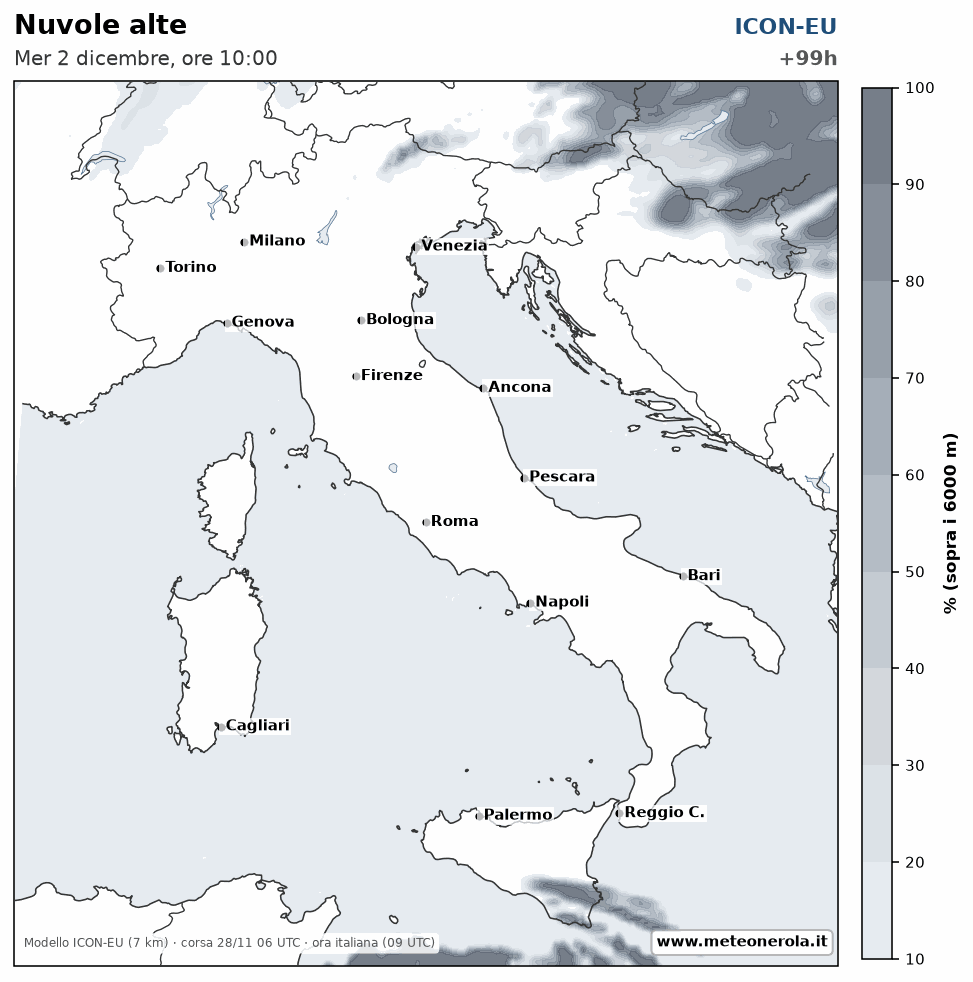 Nuvole alte
ICON-EU
Mer 2 dicembre, ore 10:00
+99h
100
90
80
70
60
50
40
30
20
10
% (sopra i 6000 m)
Milano
Venezia
Torino
Genova
Bologna
Firenze
Ancona
Pescara
Roma
Bari
Napoli
Cagliari
Palermo
Reggio C.
Modello ICON-EU (7 km) · corsa 28/11 06 UTC · ora italiana (09 UTC)
www.meteonerola.it